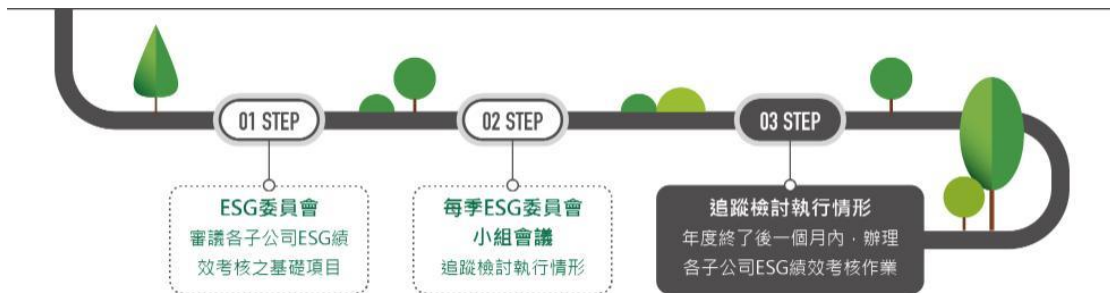 01 STEP
02 STEP
03 STEP
ESG委員會
審議各子公司ESG績
效考核之基礎項目
每季ESG委員會
小組會議
追蹤檢討執行情形
追蹤檢討執行情形
年度終了後一個月內，辦理
各子公司ESG績效考核作業